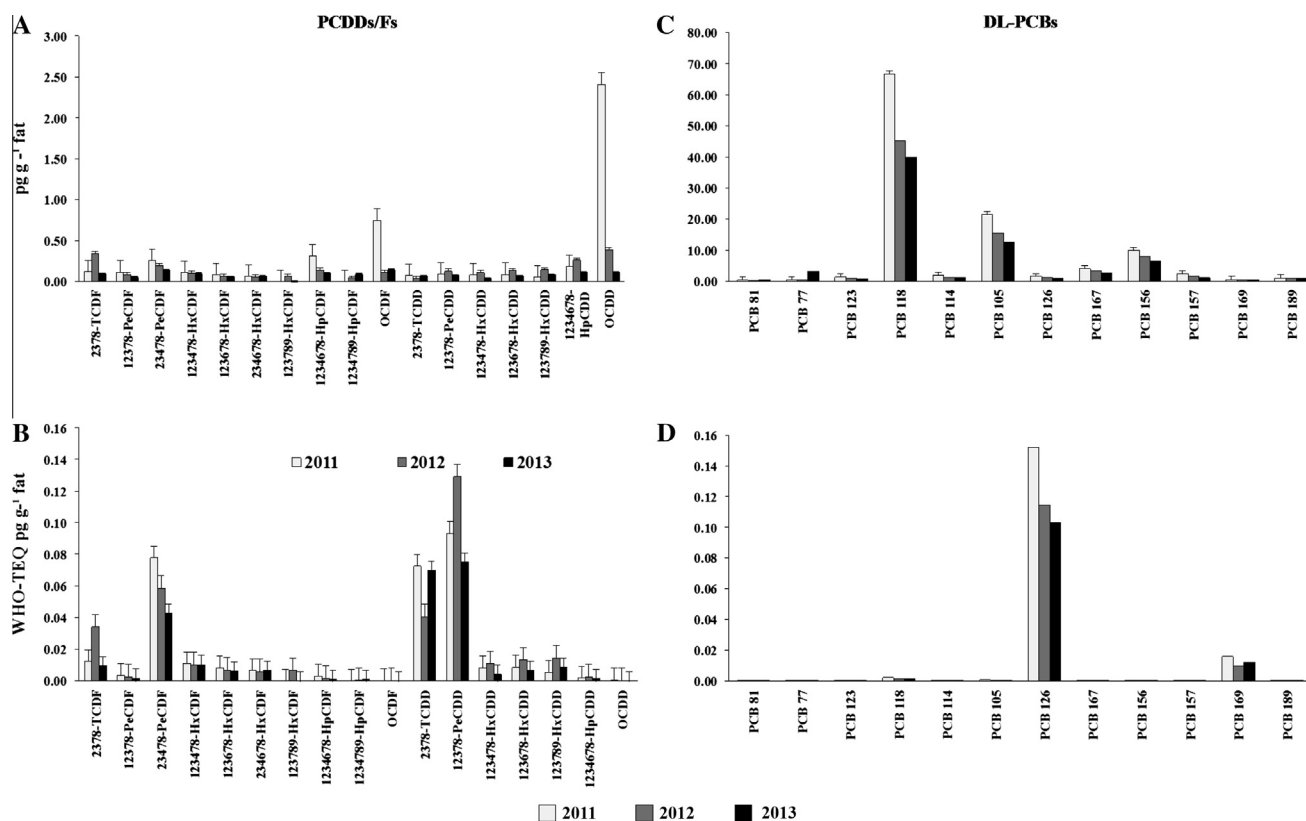 A
PCDDs/Fs
pg g -¹ fat
3.00
2.50
2.00
1.50
1.00
0.50
0.00
2378-TCDF
12378-PeCDF
23478-PeCDF
123478-HxCDF
123678-HxCDF
234678-HxCDF
123789-HxCDF
1234678-HpCDF
1234789-HpCDF
OCDF
2378-TCDD
12378-PeCDD
123478-HxCDD
123678-HxCDD
123789-HxCDD
1234678-
HpCDD
OCDD
C
DL-PCBs
80.00
70.00
60.00
50.00
40.00
30.00
20.00
10.00
0.00
PCB 81
PCB 77
PCB 123
PCB 118
PCB 114
PCB 105
PCB 126
PCB 167
PCB 156
PCB 157
PCB 169
PCB 189
B
WHO-TEQ pg g-¹ fat
0.16
0.14
0.12
0.10
0.08
0.06
0.04
0.02
0.00
2011 2012 2013
2378-TCDF
12378-PeCDF
23478-PeCDF
123478-HxCDF
123678-HxCDF
234678-HxCDF
123789-HxCDF
1234678-HpCDF
1234789-HpCDF
OCDF
2378-TCDD
12378-PeCDD
123478-HxCDD
123678-HxCDD
123789-HxCDD
1234678-HpCDD
OCDD
D
0.16
0.14
0.12
0.10
0.08
0.06
0.04
0.02
0.00
PCB 81
PCB 77
PCB 123
PCB 118
PCB 114
PCB 105
PCB 126
PCB 167
PCB 156
PCB 157
PCB 169
PCB 189
2011 2012 2013